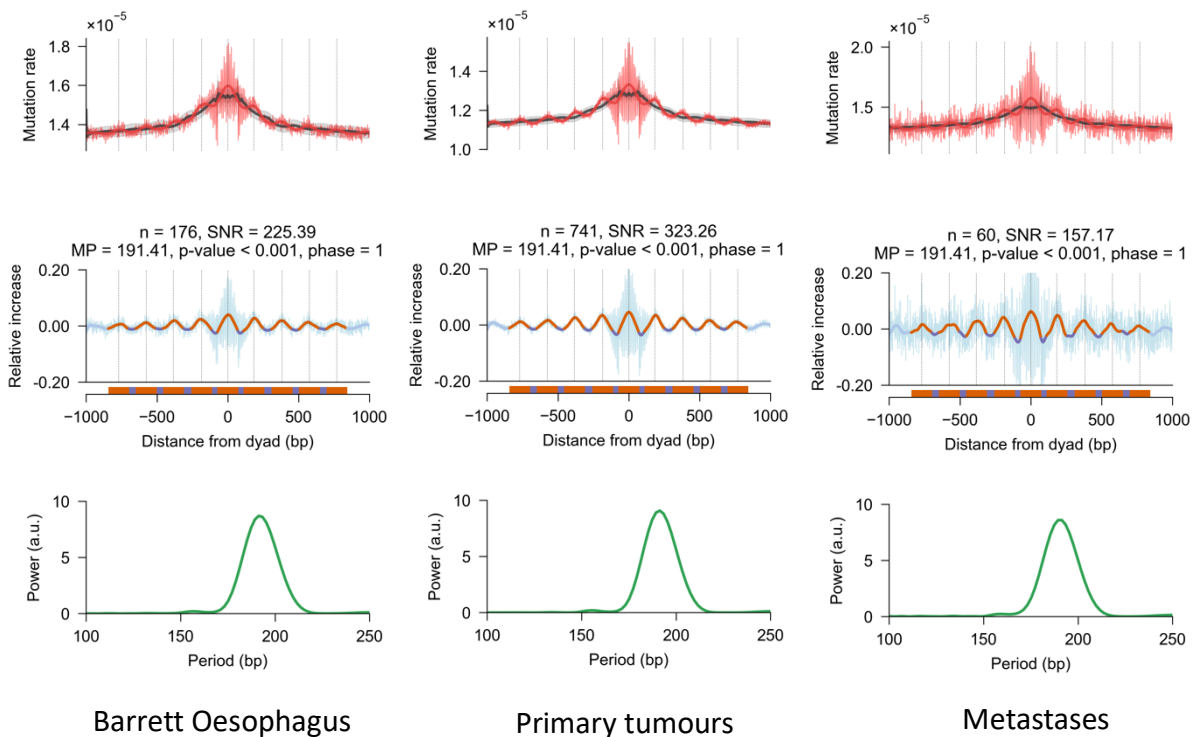 ×10⁻⁵
Mutation rate
1.8
1.6
1.4
n = 176, SNR = 225.39
MP = 191.41, p-value < 0.001, phase = 1
Relative increase
0.20
0.00
-0.20
−1000 −500 0 500 1000
Distance from dyad (bp)
Power (a.u.)
10
5
0
100 150 200 250
Period (bp)
Barrett Oesophagus
×10⁻⁵
Mutation rate
1.4
1.2
1.0
n = 741, SNR = 323.26
MP = 191.41, p-value < 0.001, phase = 1
Relative increase
0.20
0.00
-0.20
−1000 −500 0 500 1000
Distance from dyad (bp)
Power (a.u.)
10
5
0
100 150 200 250
Period (bp)
Primary tumours
×10⁻⁵
Mutation rate
2.0
1.5
n = 60, SNR = 157.17
MP = 191.41, p-value < 0.001, phase = 1
Relative increase
0.20
0.00
-0.20
−1000 −500 0 500 1000
Distance from dyad (bp)
Power (a.u.)
10
5
0
100 150 200 250
Period (bp)
Metastases